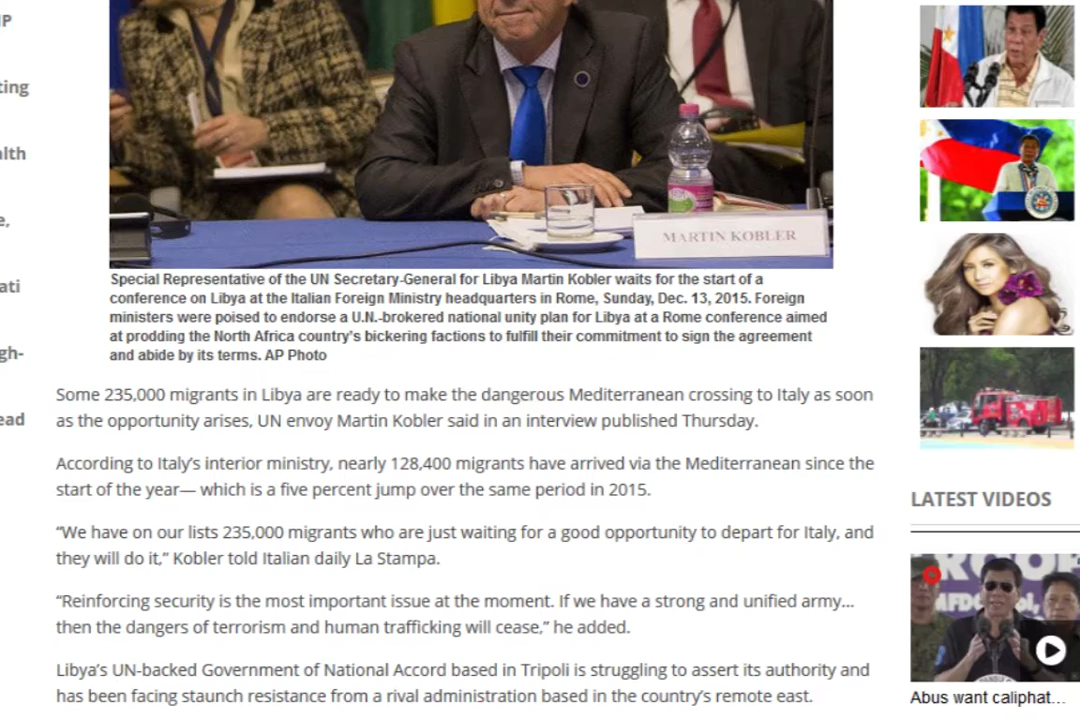 IP
ting
alth
e,
ati
gh-
ead
MARTIN KOBLER
Special Representative of the UN Secretary-General for Libya Martin Kobler waits for the start of a
conference on Libya at the Italian Foreign Ministry headquarters in Rome, Sunday, Dec. 13, 2015. Foreign
ministers were poised to endorse a U.N.-brokered national unity plan for Libya at a Rome conference aimed
at prodding the North Africa country's bickering factions to fulfill their commitment to sign the agreement
and abide by its terms. AP Photo
Some 235,000 migrants in Libya are ready to make the dangerous Mediterranean crossing to Italy as soon
as the opportunity arises, UN envoy Martin Kobler said in an interview published Thursday.
According to Italy’s interior ministry, nearly 128,400 migrants have arrived via the Mediterranean since the
start of the year— which is a five percent jump over the same period in 2015.
“We have on our lists 235,000 migrants who are just waiting for a good opportunity to depart for Italy, and
they will do it,” Kobler told Italian daily La Stampa.
“Reinforcing security is the most important issue at the moment. If we have a strong and unified army…
then the dangers of terrorism and human trafficking will cease,” he added.
Libya’s UN-backed Government of National Accord based in Tripoli is struggling to assert its authority and
has been facing staunch resistance from a rival administration based in the country’s remote east.
LATEST VIDEOS
Abus want caliphat...